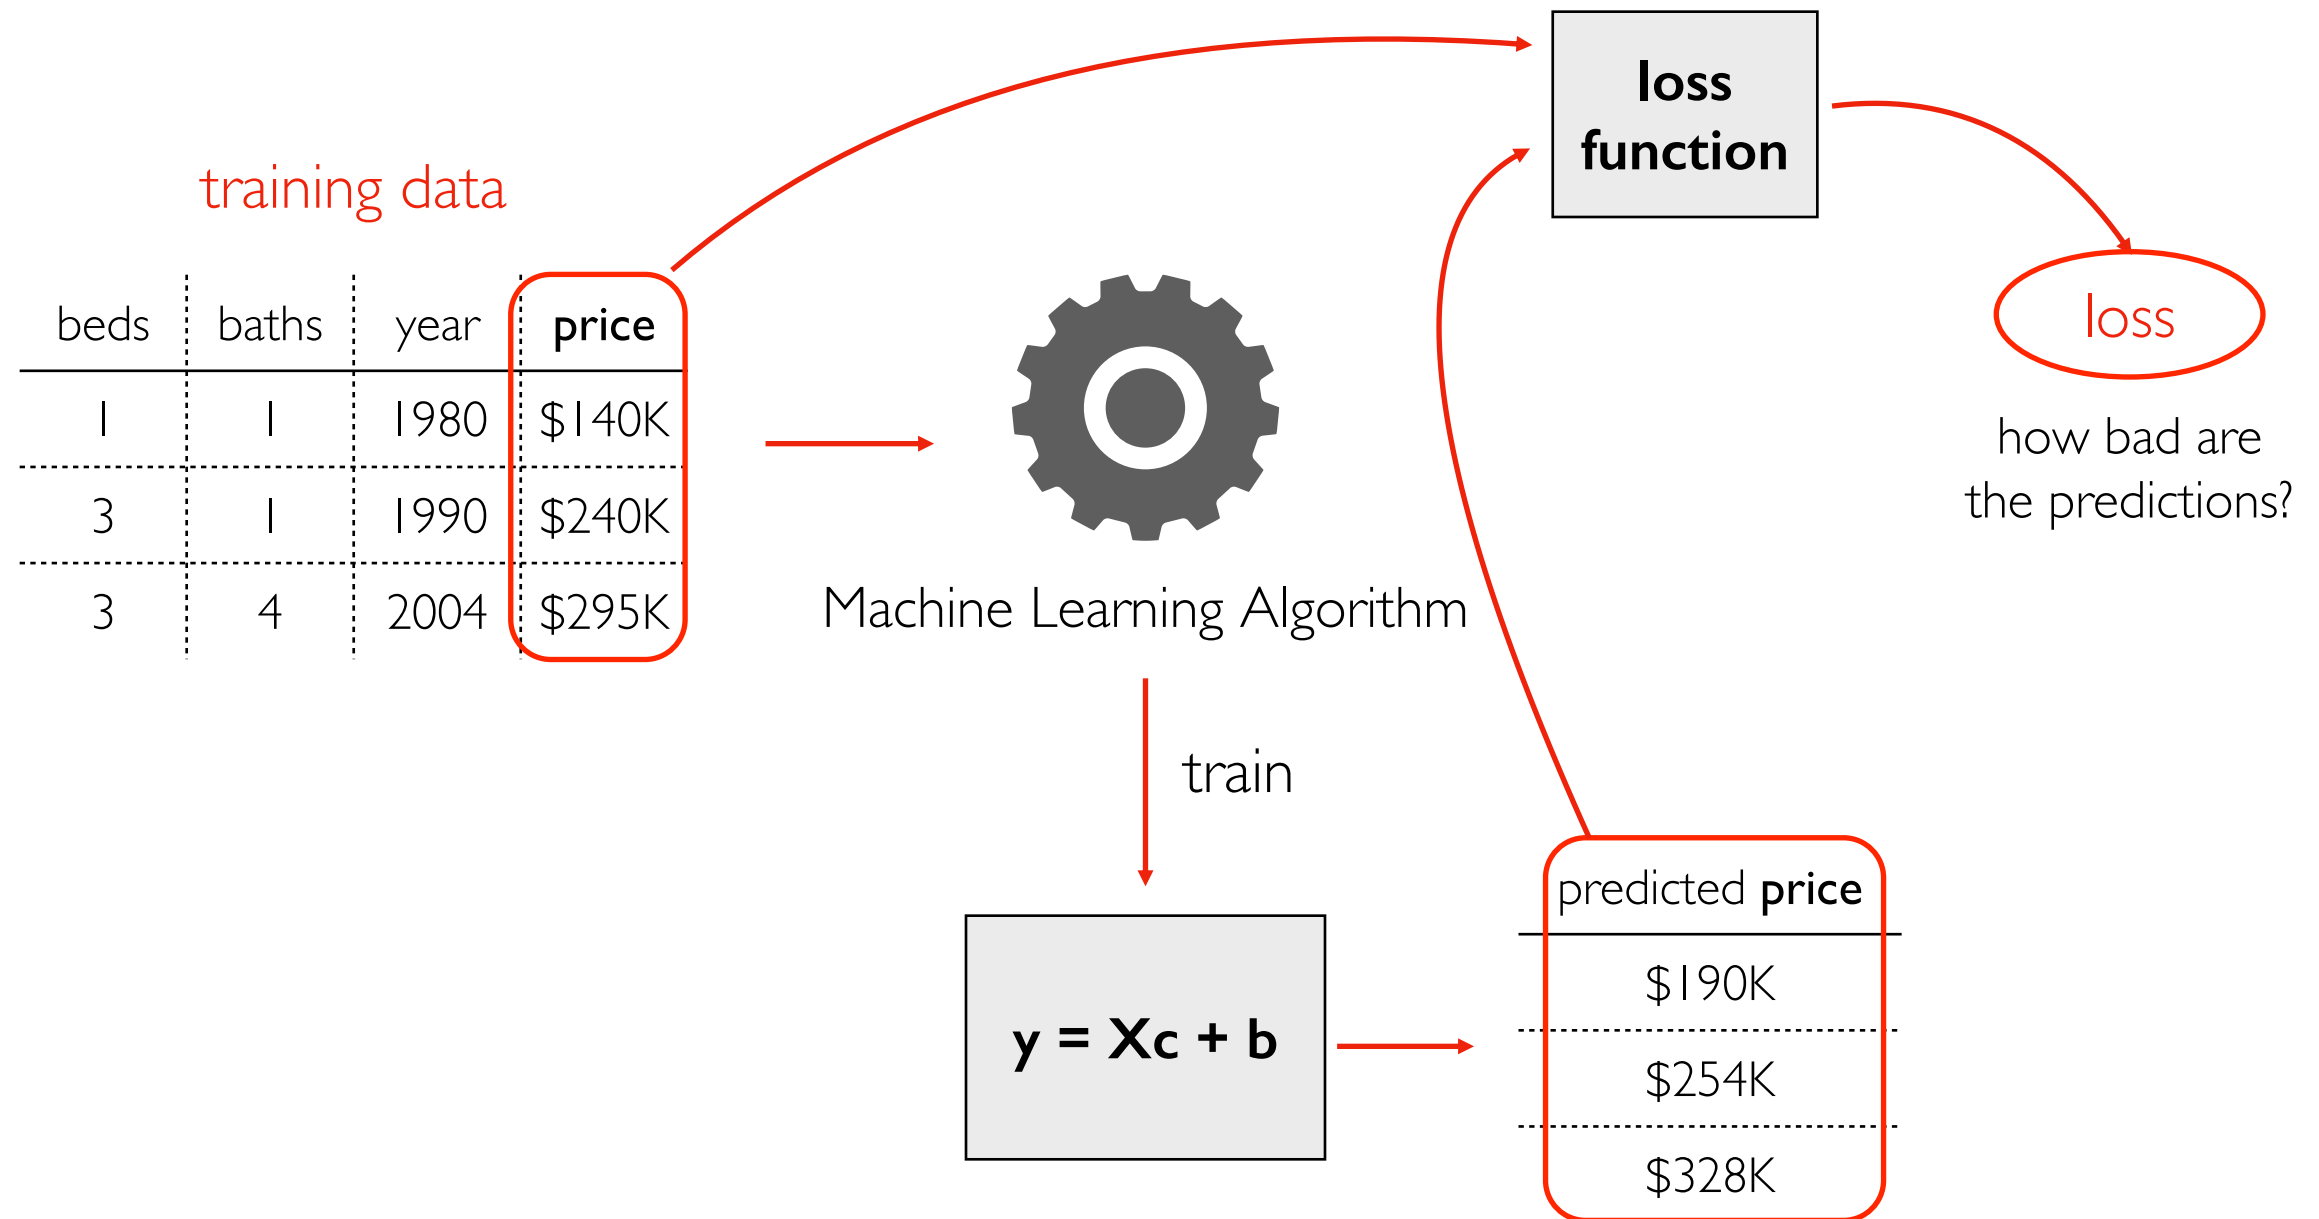 loss
function
training data
beds baths year price
1 1 1980 $140K
3 1 1990 $240K
3 4 2004 $295K
loss
how bad are
the predictions?
Machine Learning Algorithm
train
y = Xc + b
predicted price
$190K
$254K
$328K